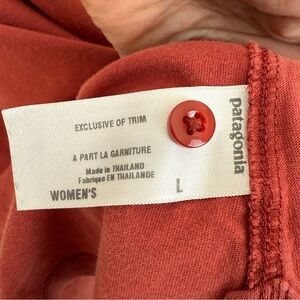 EXCLUSIVE OF TRIM
A PART LA GARNITURE
Made in THAILAND
Fabriqué EN THAILANDE
WOMEN'S L
patagonia